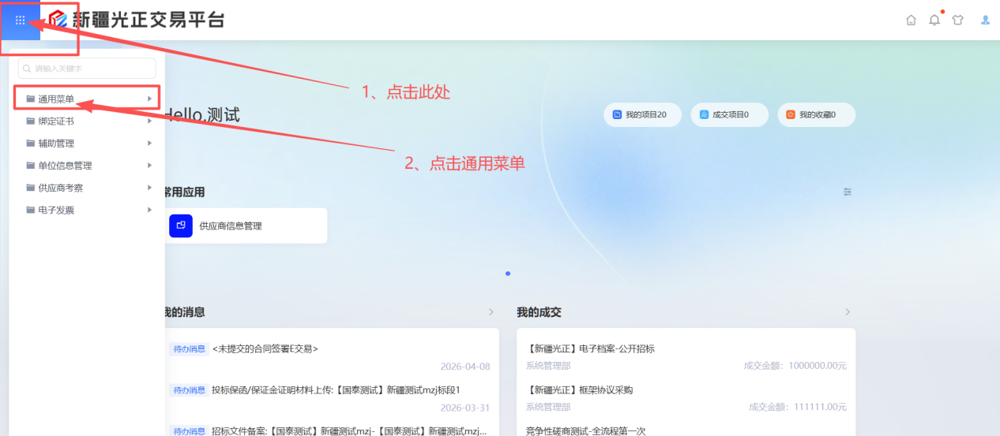 新疆光正交易平台
请输入关键字
1、点击此处
通用菜单
Hello,测试
我的项目20
成交项目0
我的收藏0
绑定证书
辅助管理
2、点击通用菜单
单位信息管理
供应商考察
常用应用
电子发票
供应商信息管理
我的消息
我的成交
待办消息 <未提交的合同签署E交易>
2026-04-08
【新疆光正】电子档案-公开招标
系统管理部 成交金额：1000000.00元
待办消息 投标保函/保证金证明材料上传:【国泰测试】新疆测试mzj标段1
2026-03-31
【新疆光正】框架协议采购
系统管理部 成交金额：111111.00元
待办消息 招标文件备案:【国泰测试】新疆测试mzj-【国泰测试】新疆测试mzj...
竞争性磋商测试-全流程第一次